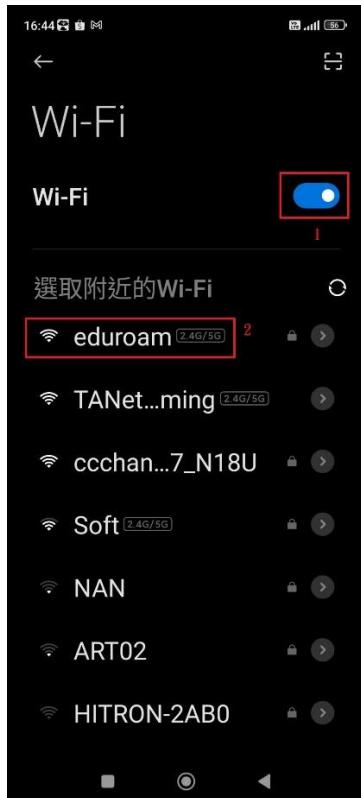 16:44 56
Wi-Fi
Wi-Fi
1
選取附近的Wi-Fi
eduroam 2.4G/5G 2
TANet...ming 2.4G/5G
ccchan...7_N18U
Soft 2.4G/5G
NAN
ART02
HITRON-2AB0